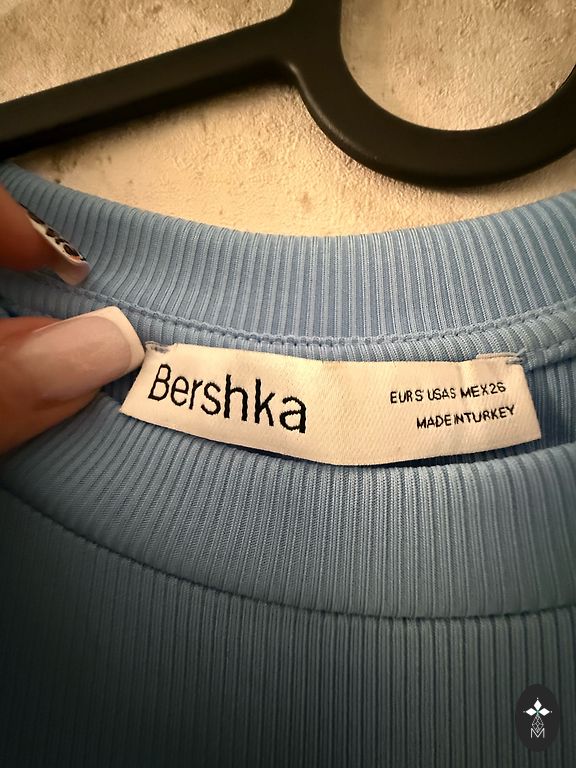 Bershka
EUR S USA S MEX 26
MADE IN TURKEY
M